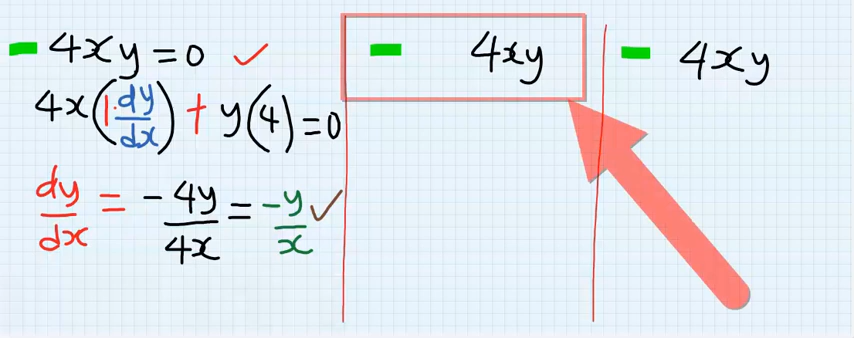 - 4xy = 0 ✓
4x(1·dy/dx) + y(4) = 0
dy/dx = -4y/4x = -y/x ✓
- 4xy
- 4xy